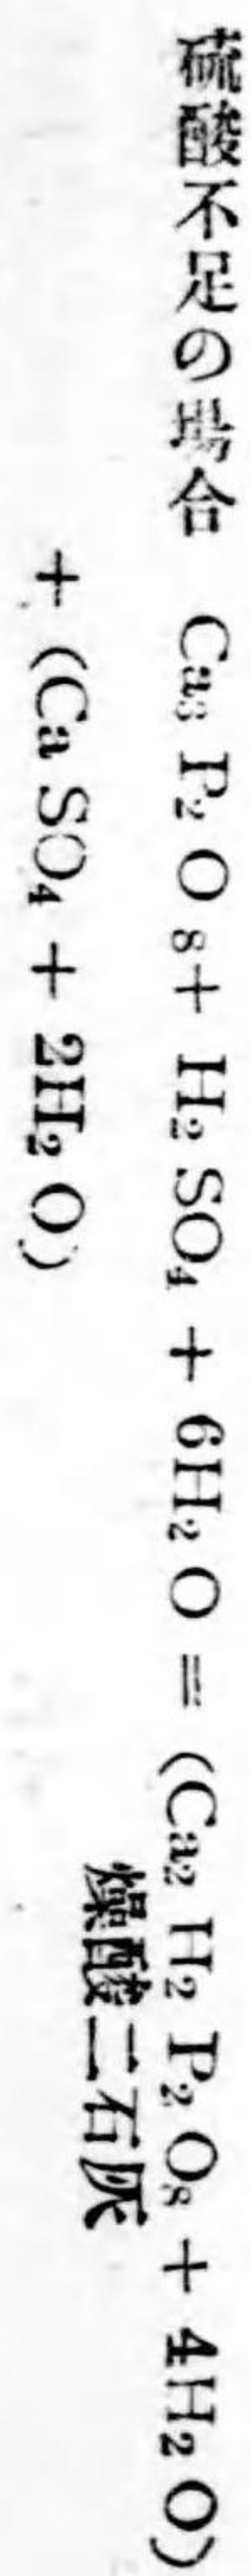 硫酸不足の場合 Ca₃ P₂ O₈ + H₂ SO₄ + 6H₂ O = (Ca₂ H₂ P₂ O₈ + 4H₂ O)
燐酸二石灰
+ (Ca SO₄ + 2H₂ O)